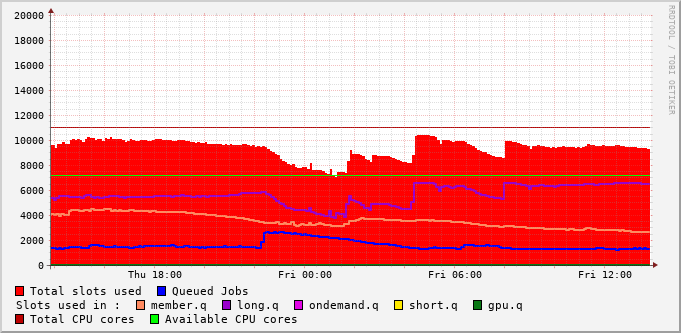 20000
18000
16000
14000
12000
10000
8000
6000
4000
2000
0
Thu 18:00 Fri 00:00 Fri 06:00 Fri 12:00
Total slots used Queued Jobs
Slots used in : member.q long.q ondemand.q short.q gpu.q
Total CPU cores Available CPU cores
RRDTOOL / TOBI OETIKER